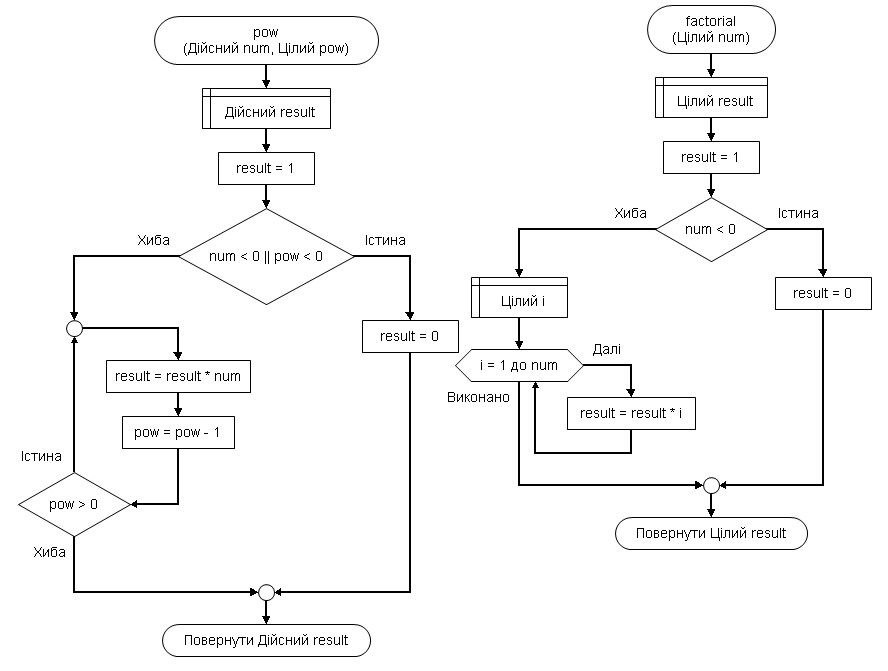 pow
(Дійсний num, Цілий pow)
Дійсний result
result = 1
num < 0 || pow < 0
Хиба
Істина
result = 0
result = result * num
pow = pow - 1
Істина
pow > 0
Хиба
Повернути Дійсний result
factorial
(Цілий num)
Цілий result
result = 1
num < 0
Хиба
Істина
result = 0
Цілий i
i = 1 до num
Далі
Виконано
result = result * i
Повернути Цілий result